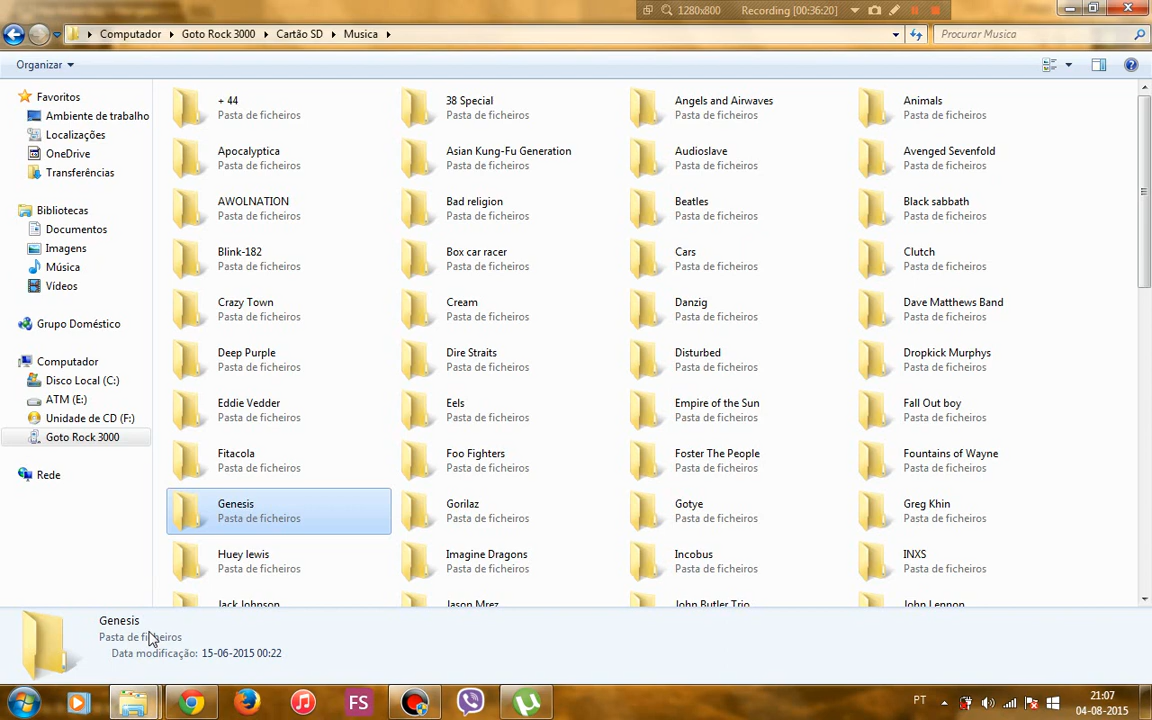 1280x800 Recording [00:36:20]
Computador Goto Rock 3000 Cartão SD Musica Procurar Musica
Organizar
Favoritos
Ambiente de trabalho
Localizações
OneDrive
Transferências
Bibliotecas
Documentos
Imagens
Música
Vídeos
Grupo Doméstico
Computador
Disco Local (C:)
ATM (E:)
Unidade de CD (F:)
Goto Rock 3000
Rede
+ 44 38 Special Angels and Airwaves Animals
Pasta de ficheiros Pasta de ficheiros Pasta de ficheiros Pasta de ficheiros
Apocalyptica Asian Kung-Fu Generation Audioslave Avenged Sevenfold
Pasta de ficheiros Pasta de ficheiros Pasta de ficheiros Pasta de ficheiros
AWOLNATION Bad religion Beatles Black sabbath
Pasta de ficheiros Pasta de ficheiros Pasta de ficheiros Pasta de ficheiros
Blink-182 Box car racer Cars Clutch
Pasta de ficheiros Pasta de ficheiros Pasta de ficheiros Pasta de ficheiros
Crazy Town Cream Danzig Dave Matthews Band
Pasta de ficheiros Pasta de ficheiros Pasta de ficheiros Pasta de ficheiros
Deep Purple Dire Straits Disturbed Dropkick Murphys
Pasta de ficheiros Pasta de ficheiros Pasta de ficheiros Pasta de ficheiros
Eddie Vedder Eels Empire of the Sun Fall Out boy
Pasta de ficheiros Pasta de ficheiros Pasta de ficheiros Pasta de ficheiros
Fitacola Foo Fighters Foster The People Fountains of Wayne
Pasta de ficheiros Pasta de ficheiros Pasta de ficheiros Pasta de ficheiros
Genesis Gorilaz Gotye Greg Khin
Pasta de ficheiros Pasta de ficheiros Pasta de ficheiros Pasta de ficheiros
Huey lewis Imagine Dragons Incobus INXS
Pasta de ficheiros Pasta de ficheiros Pasta de ficheiros Pasta de ficheiros
Jack Johnson Jason Mrez John Butler Trio John Lennon
Genesis
Pasta de ficheiros
Data modificação: 15-06-2015 00:22
FS PT 21:07
04-08-2015